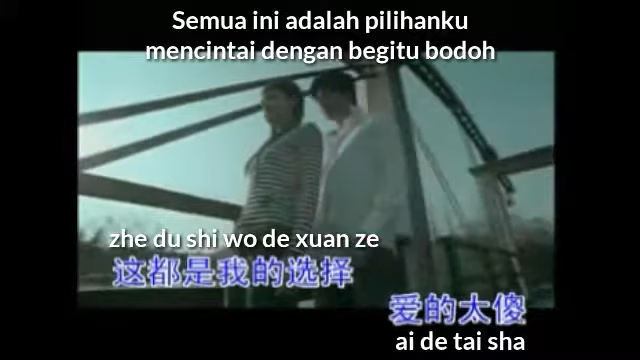 Semua ini adalah pilihanku
mencintai dengan begitu bodoh
zhe du shi wo de xuan ze
这都是我的选择
爱的太傻
ai de tai sha